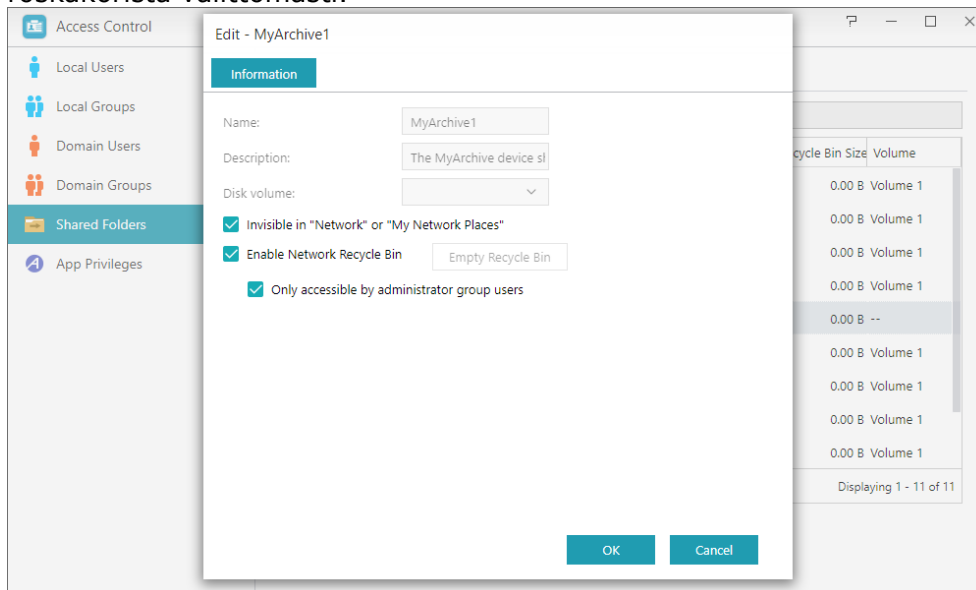 roskakorista välittömästi.
Access Control
Local Users
Local Groups
Domain Users
Domain Groups
Shared Folders
App Privileges
Edit - MyArchive1
Information
Name: MyArchive1
Description: The MyArchive device sl
Disk volume:
Invisible in "Network" or "My Network Places"
Enable Network Recycle Bin Empty Recycle Bin
Only accessible by administrator group users
OK Cancel
cycle Bin Size Volume
0.00 B Volume 1
0.00 B Volume 1
0.00 B Volume 1
0.00 B Volume 1
0.00 B --
0.00 B Volume 1
0.00 B Volume 1
0.00 B Volume 1
0.00 B Volume 1
Displaying 1 - 11 of 11